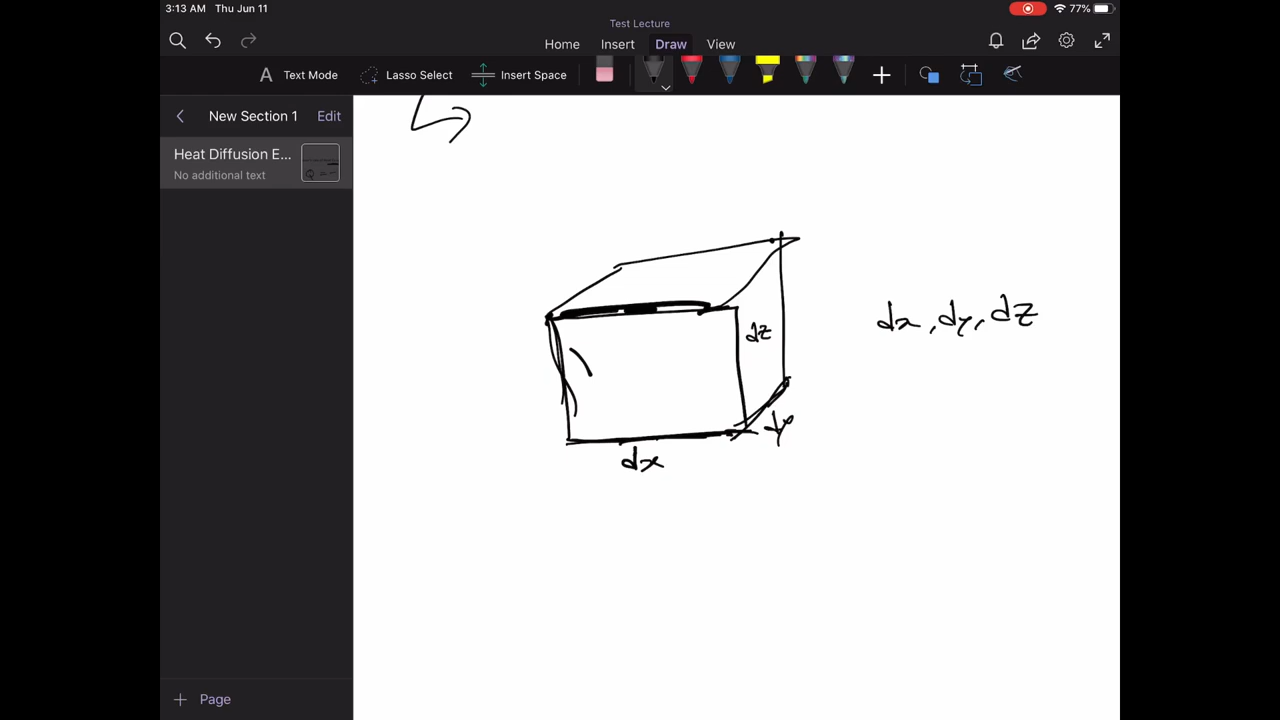 3:13 AM Thu Jun 11
77%
Test Lecture
Home Insert Draw View
Text Mode Lasso Select Insert Space
New Section 1 Edit
Heat Diffusion E...
No additional text
dx, dy, dz
dz
dy
dx
Page